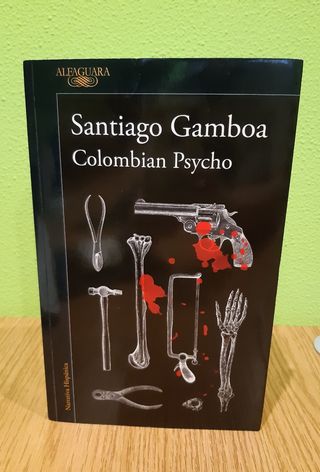 ALFAGUARA
Santiago Gamboa
Colombian Psycho
Narrativa Hispánica